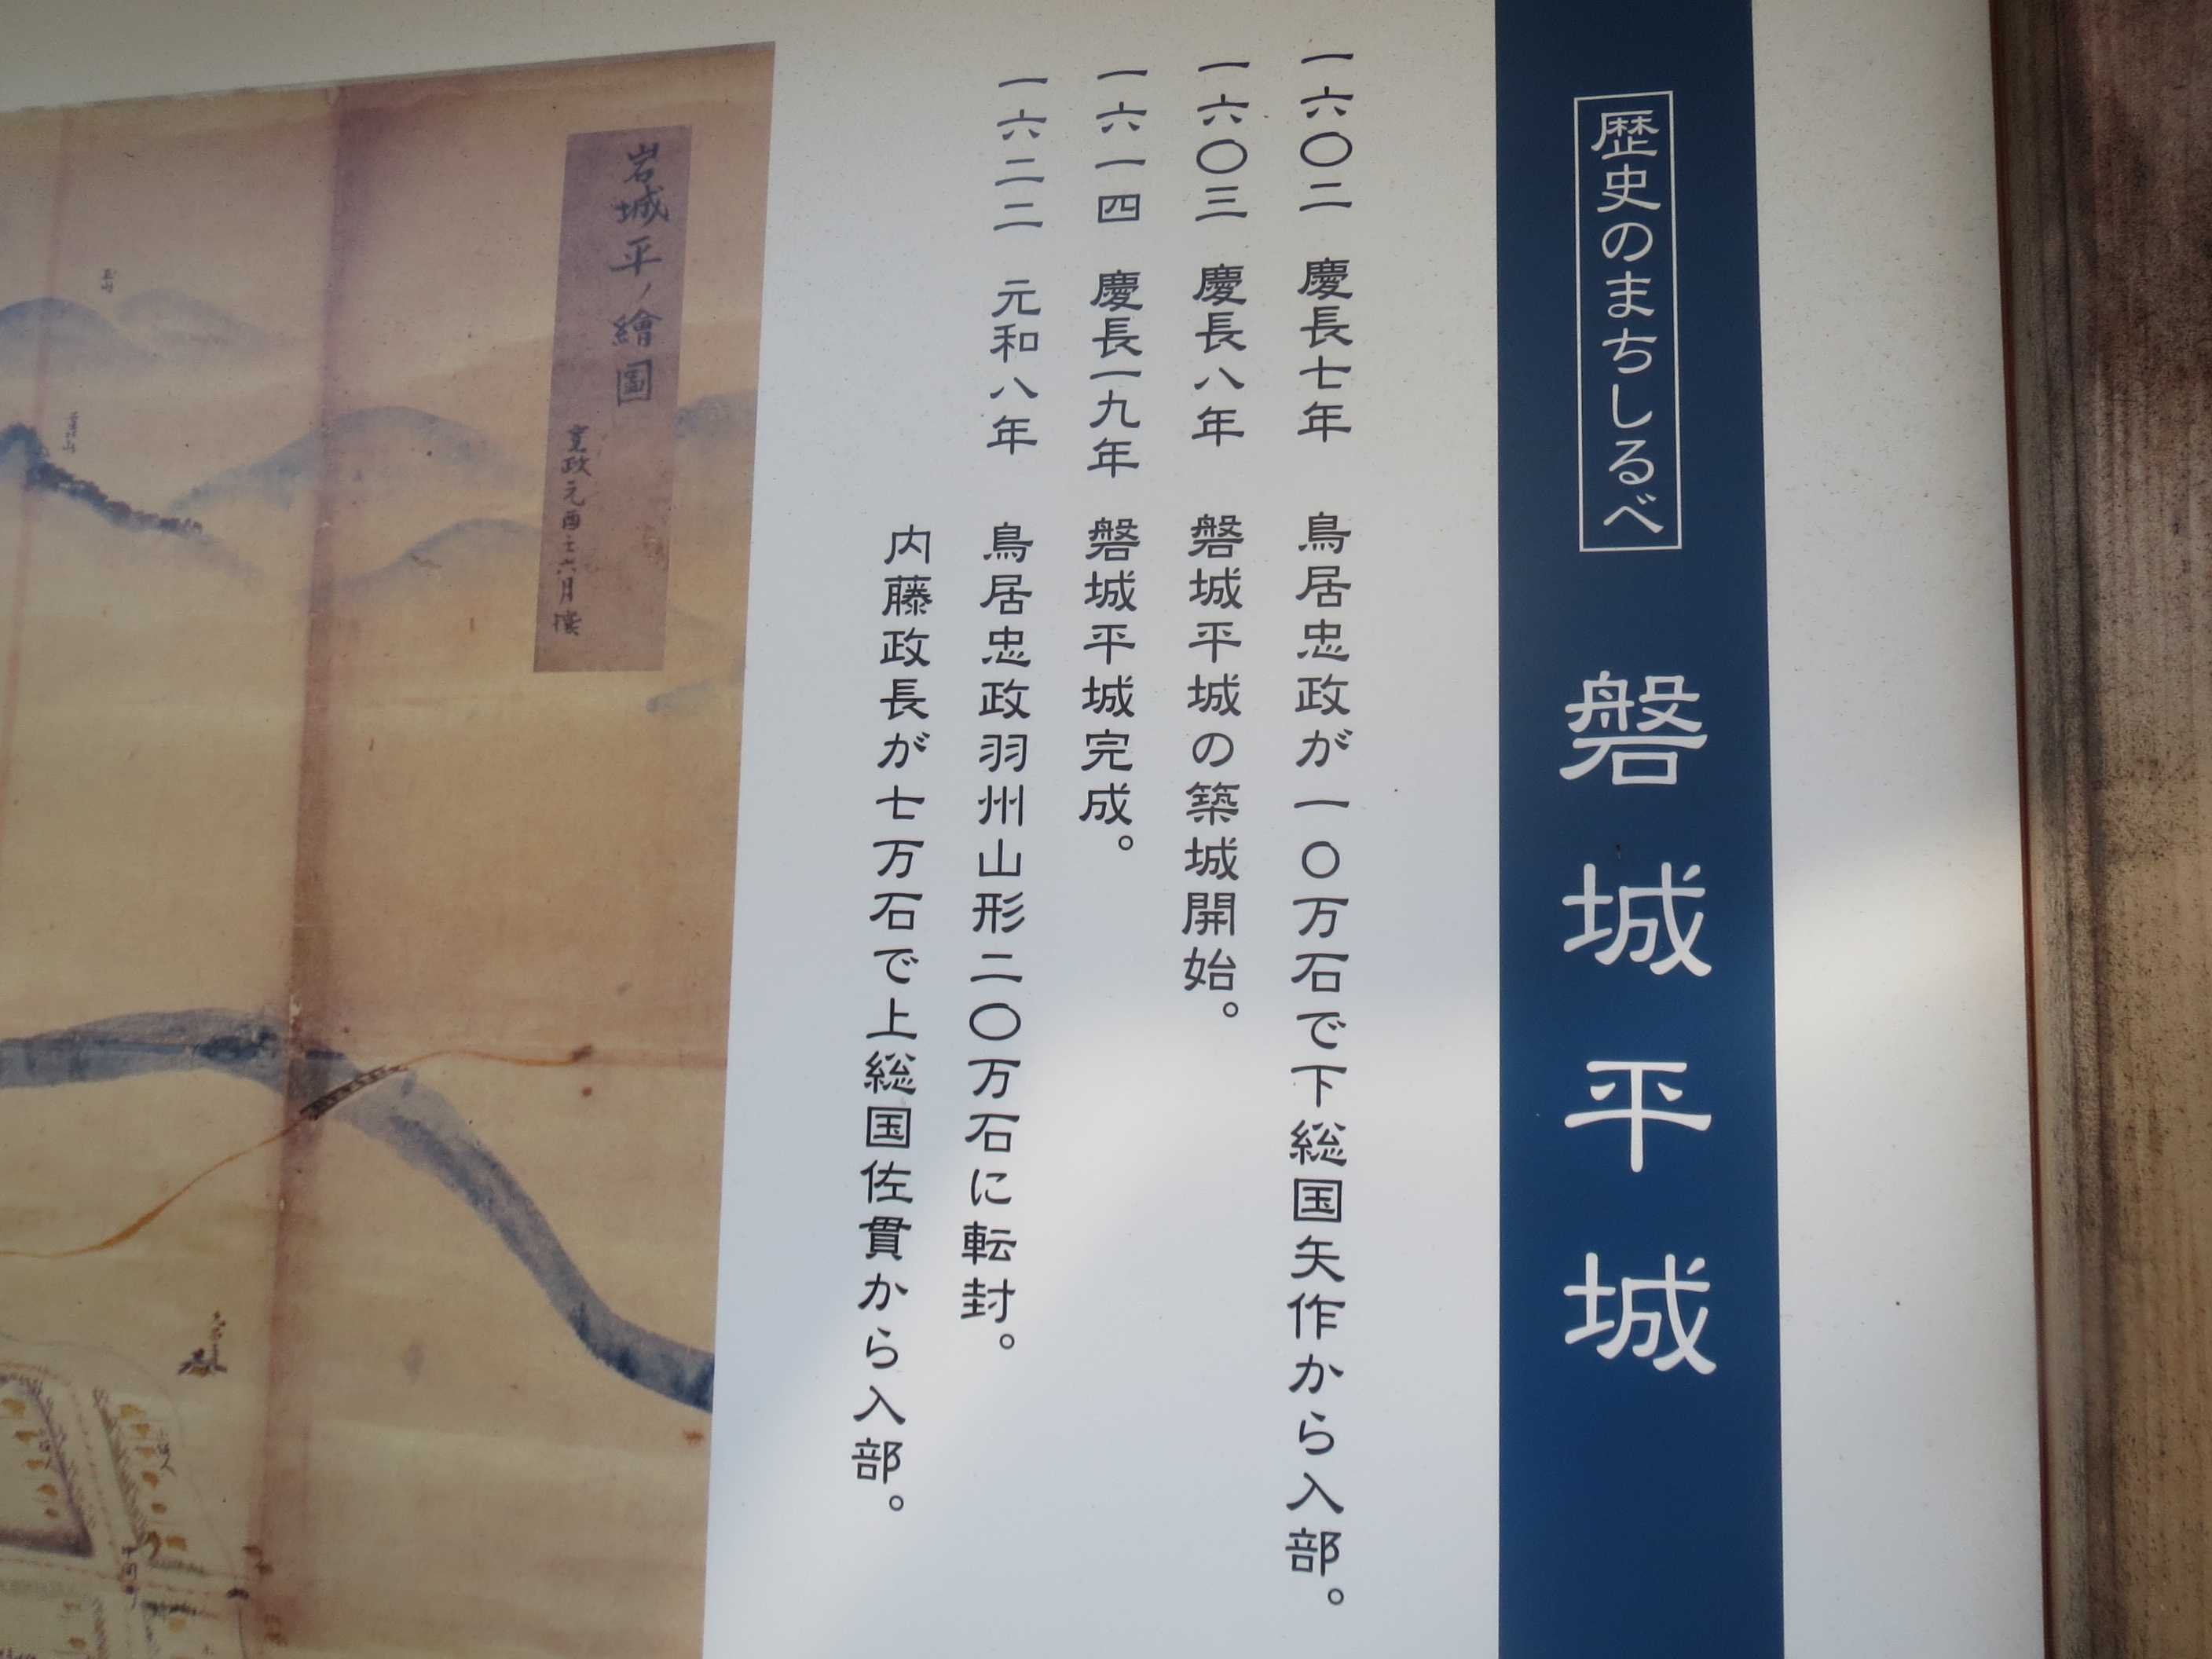 歴史のまちしるべ
磐城平城
一六〇二 慶長七年 鳥居忠政が一〇万石で下総国矢作から入部。
一六〇三 慶長八年 磐城平城の築城開始。
一六一四 慶長一九年 磐城平城完成。
一六二二 元和八年 鳥居忠政羽州山形二〇万石に転封。
内藤政長が七万石で上総国佐貫から入部。
岩城平ノ繪圖